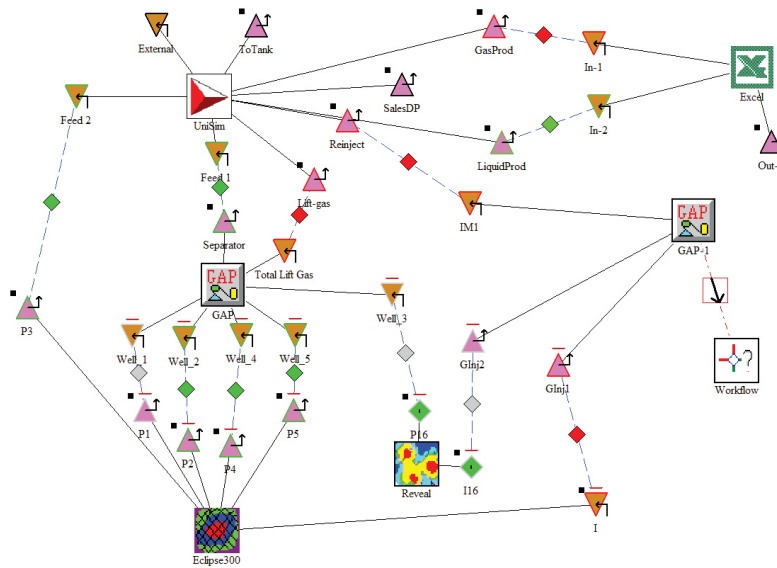 External
ToTank
GasProd
In-1
Excel
Feed 2
UniSim
SalesDP
In-2
Reinject
LiquidProd
Out-
Feed 1
Lift-gas
IM1
Separator
GAP
GAP-1
Total Lift Gas
GAP
GAP
Well_3
P3
Well_1
Well_2
Well_4
Well_5
GInj2
GInj1
?
Workflow
P1
P2
P4
P5
P16
Reveal
I16
I
Eclipse300